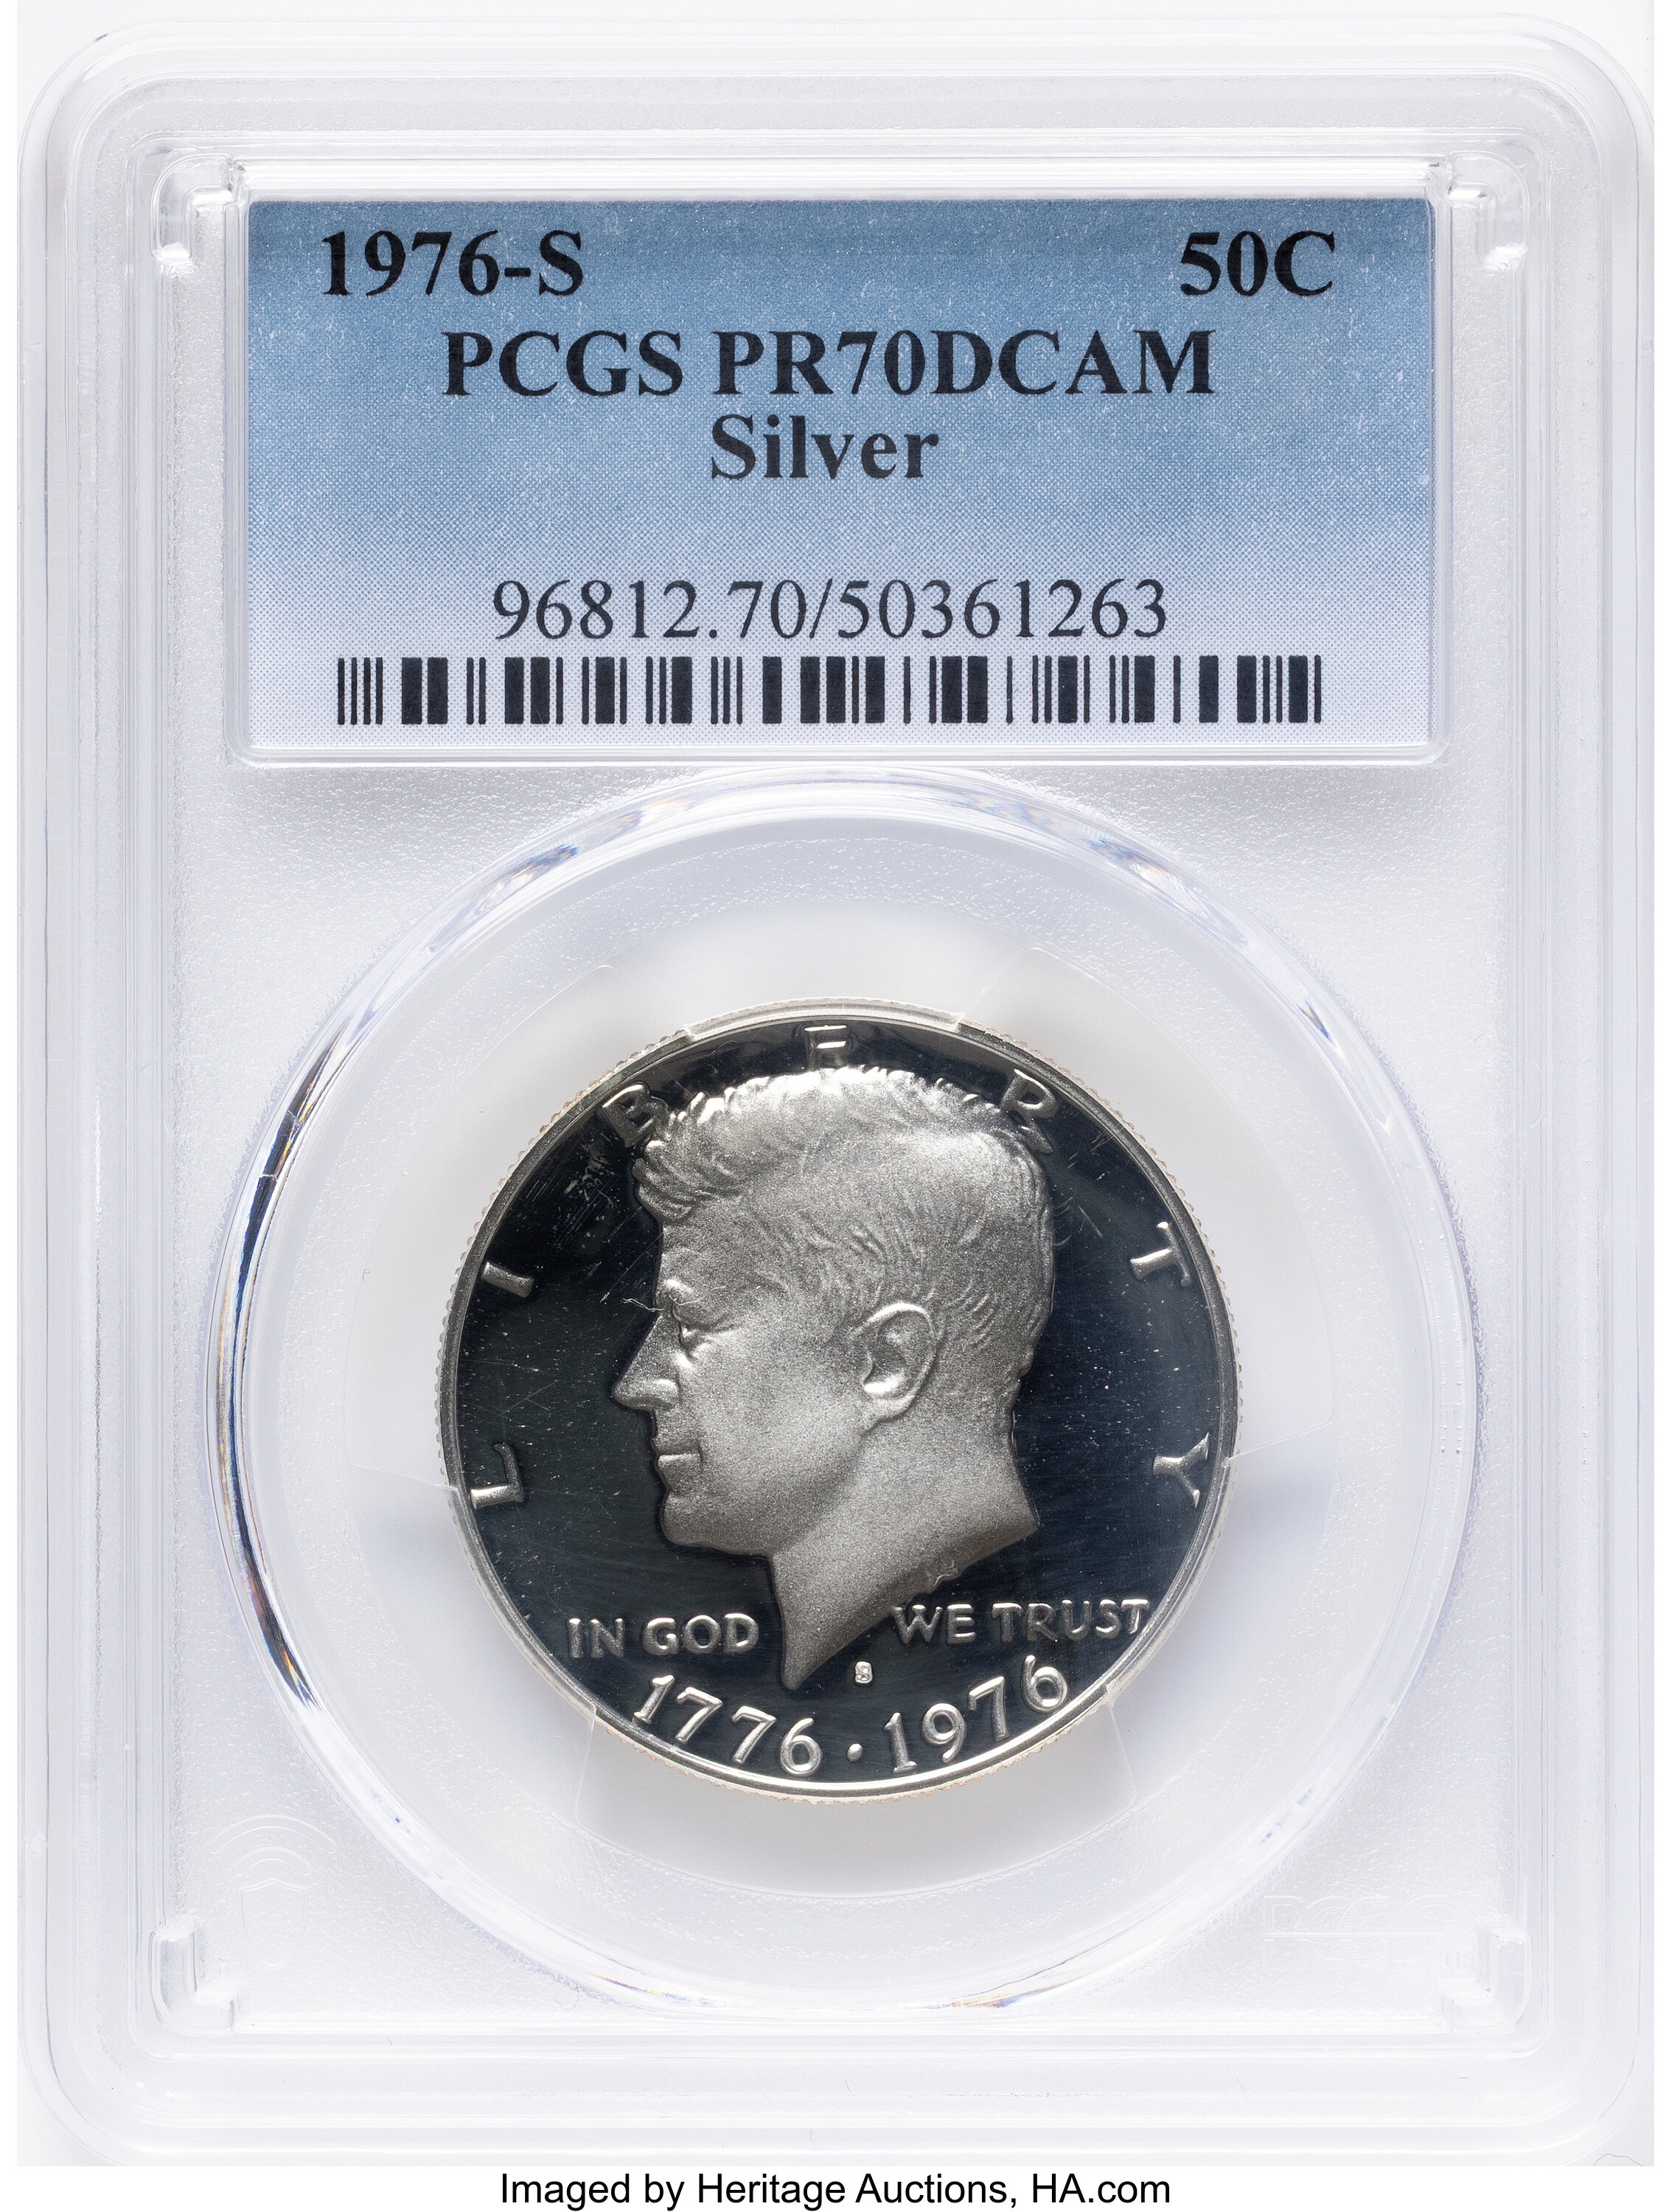 1976-S 50C
PCGS PR70DCAM
Silver
96812.70/50361263
LIBERTY
IN GOD WE TRUST
S
1776 · 1976
PCGS
Imaged by Heritage Auctions, HA.com